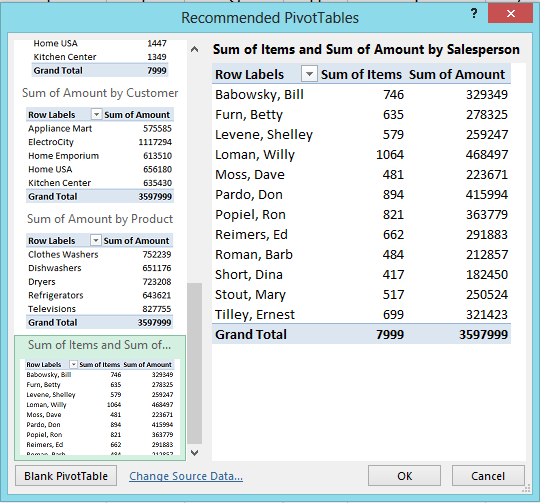 Recommended PivotTables ?
Home USA 1447
Kitchen Center 1349
Grand Total 7999
Sum of Amount by Customer
Row Labels Sum of Amount
Appliance Mart 575585
ElectroCity 1117294
Home Emporium 613510
Home USA 656180
Kitchen Center 635430
Grand Total 3597999
Sum of Amount by Product
Row Labels Sum of Amount
Clothes Washers 752239
Dishwashers 651176
Dryers 723208
Refrigerators 643621
Televisions 827755
Grand Total 3597999
Sum of Items and Sum of...
Row Labels Sum of Items Sum of Amount
Babowsky, Bill 746 329349
Furn, Betty 635 278325
Levene, Shelley 579 259247
Loman, Willy 1064 468497
Moss, Dave 481 223671
Pardo, Don 894 415994
Popiel, Ron 821 363779
Reimers, Ed 662 291883
Roman, Barb 484 212857
Sum of Items and Sum of Amount by Salesperson
Row Labels Sum of Items Sum of Amount
Babowsky, Bill 746 329349
Furn, Betty 635 278325
Levene, Shelley 579 259247
Loman, Willy 1064 468497
Moss, Dave 481 223671
Pardo, Don 894 415994
Popiel, Ron 821 363779
Reimers, Ed 662 291883
Roman, Barb 484 212857
Short, Dina 417 182450
Stout, Mary 517 250524
Tilley, Ernest 699 321423
Grand Total 7999 3597999
Blank PivotTable Change Source Data... OK Cancel